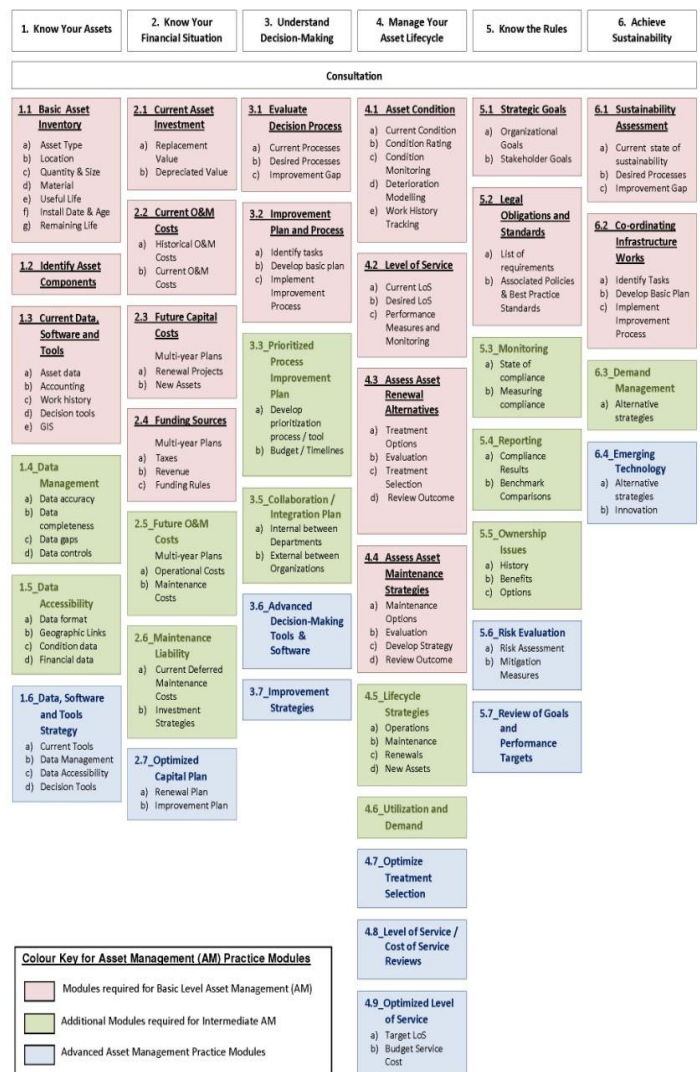 1. Know Your Assets
2. Know Your
Financial Situation
3. Understand
Decision-Making
4. Manage Your
Asset Lifecycle
5. Know the Rules
6. Achieve
Sustainability
Consultation
1.1 Basic Asset
Inventory
a) Asset Type
b) Location
c) Quantity & Size
d) Material
e) Useful Life
f) Install Date & Age
g) Remaining Life
1.2 Identify Asset
Components
1.3 Current Data,
Software and
Tools
a) Asset data
b) Accounting
c) Work history
d) Decision tools
e) GIS
1.4_Data
Management
a) Data accuracy
b) Data
completeness
c) Data gaps
d) Data controls
1.5_Data
Accessibility
a) Data format
b) Geographic Links
c) Condition data
d) Financial data
1.6_Data, Software
and Tools
Strategy
a) Current Tools
b) Data Management
c) Data Accessibility
d) Decision Tools
2.1 Current Asset
Investment
a) Replacement
Value
b) Depreciated Value
2.2 Current O&M
Costs
a) Historical O&M
Costs
b) Current O&M
Costs
2.3 Future Capital
Costs
Multi-year Plans
a) Renewal Projects
b) New Assets
2.4 Funding Sources
Multi-year Plans
a) Taxes
b) Revenue
c) Funding Rules
2.5_Future O&M
Costs
Multi-year Plans
a) Operational Costs
b) Maintenance
Costs
2.6_Maintenance
Liability
a) Current Deferred
Maintenance
Costs
b) Investment
Strategies
2.7_Optimized
Capital Plan
a) Renewal Plan
b) Improvement Plan
3.1 Evaluate
Decision Process
a) Current Processes
b) Desired Processes
c) Improvement Gap
3.2 Improvement
Plan and Process
a) Identify tasks
b) Develop basic plan
c) Implement
Improvement
Process
3.3_Prioritized
Process
Improvement
Plan
a) Develop
prioritization
process / tool
b) Budget / Timelines
3.5_Collaboration /
Integration Plan
a) Internal between
Departments
b) External between
Organizations
3.6_Advanced
Decision-Making
Tools &
Software
3.7_Improvement
Strategies
4.1 Asset Condition
a) Current Condition
b) Condition Rating
c) Condition
Monitoring
d) Deterioration
Modelling
e) Work History
Tracking
4.2 Level of Service
a) Current LoS
b) Desired LoS
c) Performance
Measures and
Monitoring
4.3 Assess Asset
Renewal
Alternatives
a) Treatment
Options
b) Evaluation
c) Treatment
Selection
d) Review Outcome
4.4 Assess Asset
Maintenance
Strategies
a) Maintenance
Options
b) Evaluation
c) Develop Strategy
d) Review Outcome
4.5_Lifecycle
Strategies
a) Operations
b) Maintenance
c) Renewals
d) New Assets
4.6_Utilization and
Demand
4.7_Optimize
Treatment
Selection
4.8_Level of Service /
Cost of Service
Reviews
4.9_Optimized Level
of Service
a) Target LoS
b) Budget Service
Cost
5.1 Strategic Goals
a) Organizational
Goals
b) Stakeholder Goals
5.2 Legal
Obligations and
Standards
a) List of
requirements
b) Associated Policies
& Best Practice
Standards
5.3_Monitoring
a) State of
compliance
b) Measuring
compliance
5.4_Reporting
a) Compliance
Results
b) Benchmark
Comparisons
5.5_Ownership
Issues
a) History
b) Benefits
c) Options
5.6_Risk Evaluation
a) Risk Assessment
b) Mitigation
Measures
5.7_Review of Goals
and
Performance
Targets
6.1 Sustainability
Assessment
a) Current state of
sustainability
b) Desired Processes
c) Improvement Gap
6.2 Co-ordinating
Infrastructure
Works
a) Identify Tasks
b) Develop Basic Plan
c) Implement
Improvement
Process
6.3_Demand
Management
a) Alternative
strategies
6.4_Emerging
Technology
a) Alternative
strategies
b) Innovation
Colour Key for Asset Management (AM) Practice Modules
Modules required for Basic Level Asset Management (AM)
Additional Modules required for Intermediate AM
Advanced Asset Management Practice Modules